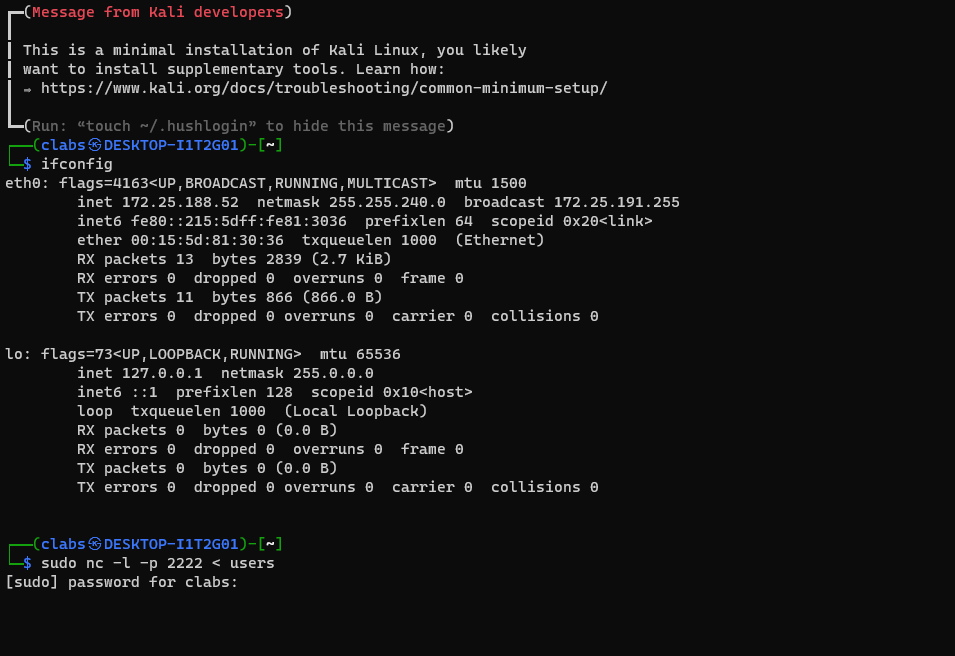 (Message from Kali developers)
This is a minimal installation of Kali Linux, you likely
want to install supplementary tools. Learn how:
⇒ https://www.kali.org/docs/troubleshooting/common-minimum-setup/
(Run: “touch ~/.hushlogin” to hide this message)
(clabs㉿DESKTOP-I1T2G01)-[~]
$ ifconfig
eth0: flags=4163<UP,BROADCAST,RUNNING,MULTICAST>  mtu 1500
inet 172.25.188.52  netmask 255.255.240.0  broadcast 172.25.191.255
inet6 fe80::215:5dff:fe81:3036  prefixlen 64  scopeid 0x20<link>
ether 00:15:5d:81:30:36  txqueuelen 1000  (Ethernet)
RX packets 13  bytes 2839 (2.7 KiB)
RX errors 0  dropped 0  overruns 0  frame 0
TX packets 11  bytes 866 (866.0 B)
TX errors 0  dropped 0 overruns 0  carrier 0  collisions 0
lo: flags=73<UP,LOOPBACK,RUNNING>  mtu 65536
inet 127.0.0.1  netmask 255.0.0.0
inet6 ::1  prefixlen 128  scopeid 0x10<host>
loop  txqueuelen 1000  (Local Loopback)
RX packets 0  bytes 0 (0.0 B)
RX errors 0  dropped 0  overruns 0  frame 0
TX packets 0  bytes 0 (0.0 B)
TX errors 0  dropped 0 overruns 0  carrier 0  collisions 0
(clabs㉿DESKTOP-I1T2G01)-[~]
$ sudo nc -l -p 2222 < users
[sudo] password for clabs: